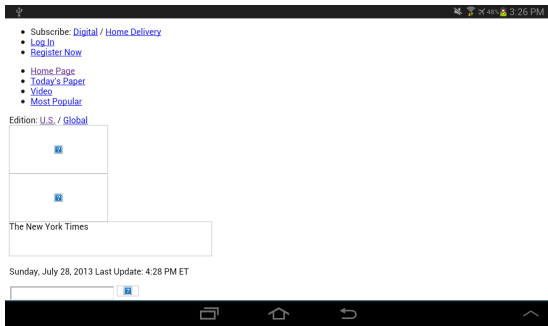 48% 3:26 PM
Subscribe: Digital / Home Delivery
Log In
Register Now
Home Page
Today's Paper
Video
Most Popular
Edition: U.S. / Global
The New York Times
Sunday, July 28, 2013 Last Update: 4:28 PM ET